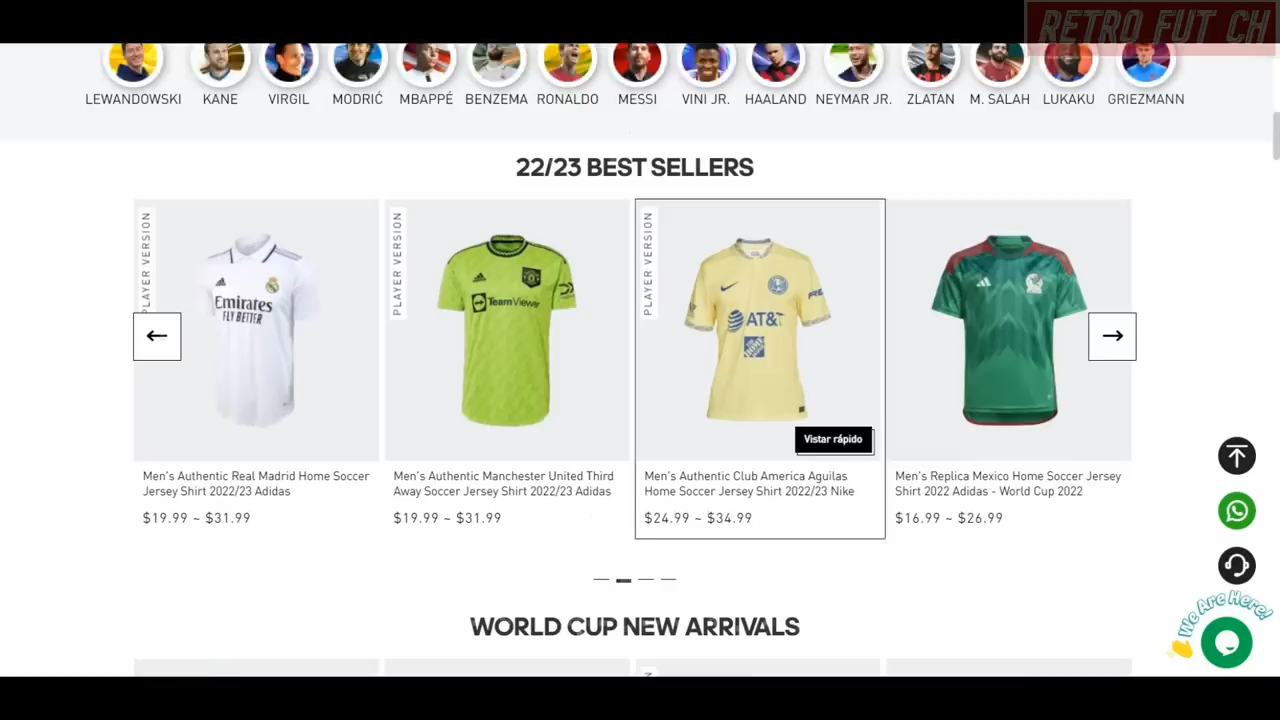 RETRO FUT CH
LEWANDOWSKI KANE VIRGIL MODRIĆ MBAPPÉ BENZEMA RONALDO MESSI VINI JR. HAALAND NEYMAR JR. ZLATAN M. SALAH LUKAKU GRIEZMANN
22/23 BEST SELLERS
PLAYER VERSION
Emirates
FLY BETTER
PLAYER VERSION
TeamViewer
PLAYER VERSION
AT&T
Vistar rápido
Men's Authentic Real Madrid Home Soccer
Jersey Shirt 2022/23 Adidas
$19.99 ~ $31.99
Men's Authentic Manchester United Third
Away Soccer Jersey Shirt 2022/23 Adidas
$19.99 ~ $31.99
Men's Authentic Club America Aguilas
Home Soccer Jersey Shirt 2022/23 Nike
$24.99 ~ $34.99
Men's Replica Mexico Home Soccer Jersey
Shirt 2022 Adidas - World Cup 2022
$16.99 ~ $26.99
We Are Here!
WORLD CUP NEW ARRIVALS